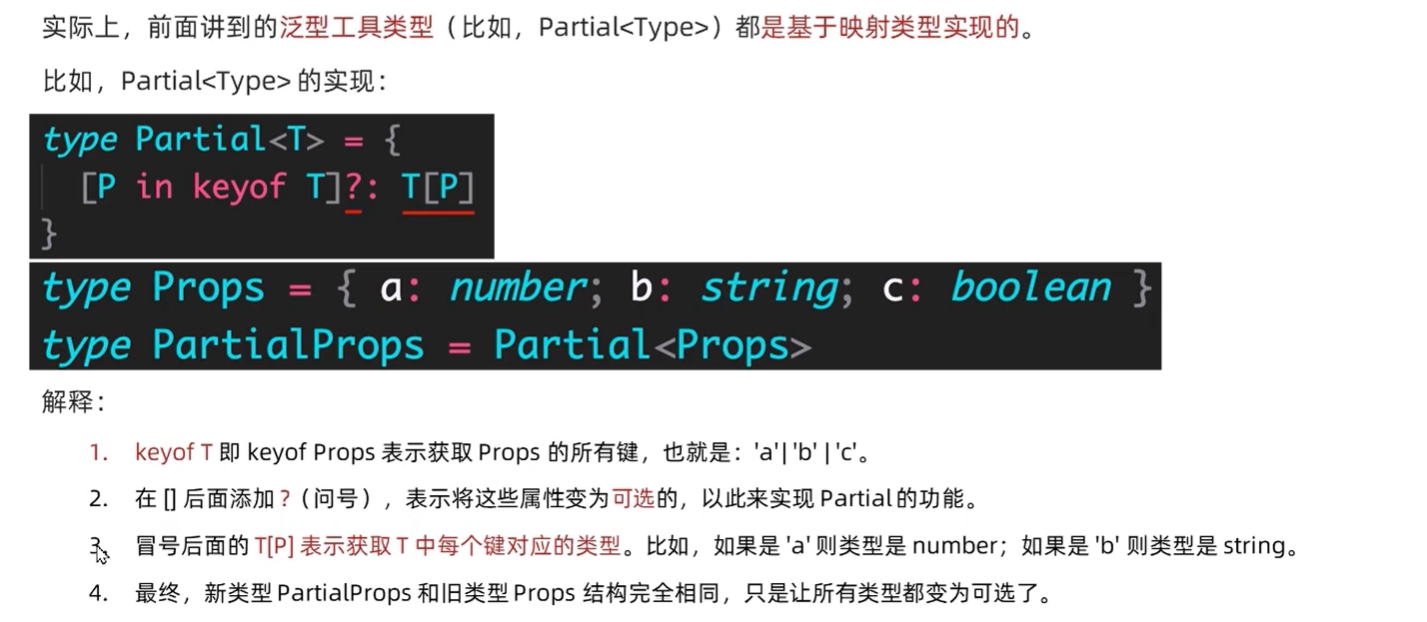 实际上，前面讲到的泛型工具类型（比如，Partial<Type>）都是基于映射类型实现的。
比如，Partial<Type> 的实现：
type Partial<T> = {
[P in keyof T]?: T[P]
}
type Props = { a: number; b: string; c: boolean }
type PartialProps = Partial<Props>
解释：
1. keyof T 即 keyof Props 表示获取 Props 的所有键，也就是：'a'| 'b' | 'c'。
2. 在 [] 后面添加 ?（问号），表示将这些属性变为可选的，以此来实现 Partial 的功能。
3. 冒号后面的 T[P] 表示获取 T 中每个键对应的类型。比如，如果是 'a' 则类型是 number；如果是 'b' 则类型是 string。
4. 最终，新类型 PartialProps 和旧类型 Props 结构完全相同，只是让所有类型都变为可选了。